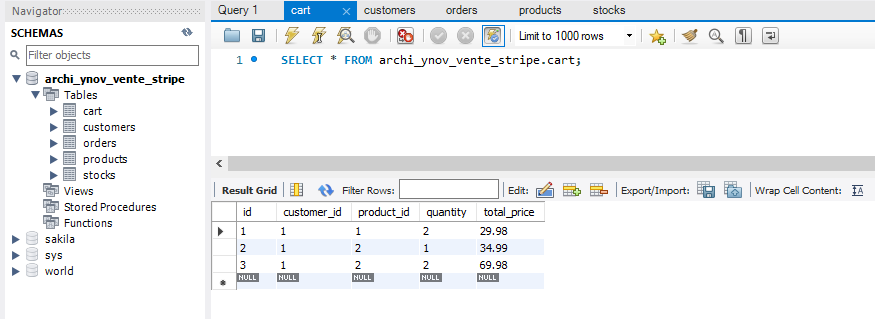 Navigator
SCHEMAS
Filter objects
archi_ynov_vente_stripe
Tables
cart
customers
orders
products
stocks
Views
Stored Procedures
Functions
sakila
sys
world
Query 1 cart customers orders products stocks
Limit to 1000 rows
1 SELECT * FROM archi_ynov_vente_stripe.cart;
Result Grid Filter Rows: Edit: Export/Import: Wrap Cell Content:
id customer_id product_id quantity total_price
1 1 1 2 29.98
2 1 2 1 34.99
3 1 2 2 69.98
NULL NULL NULL NULL NULL